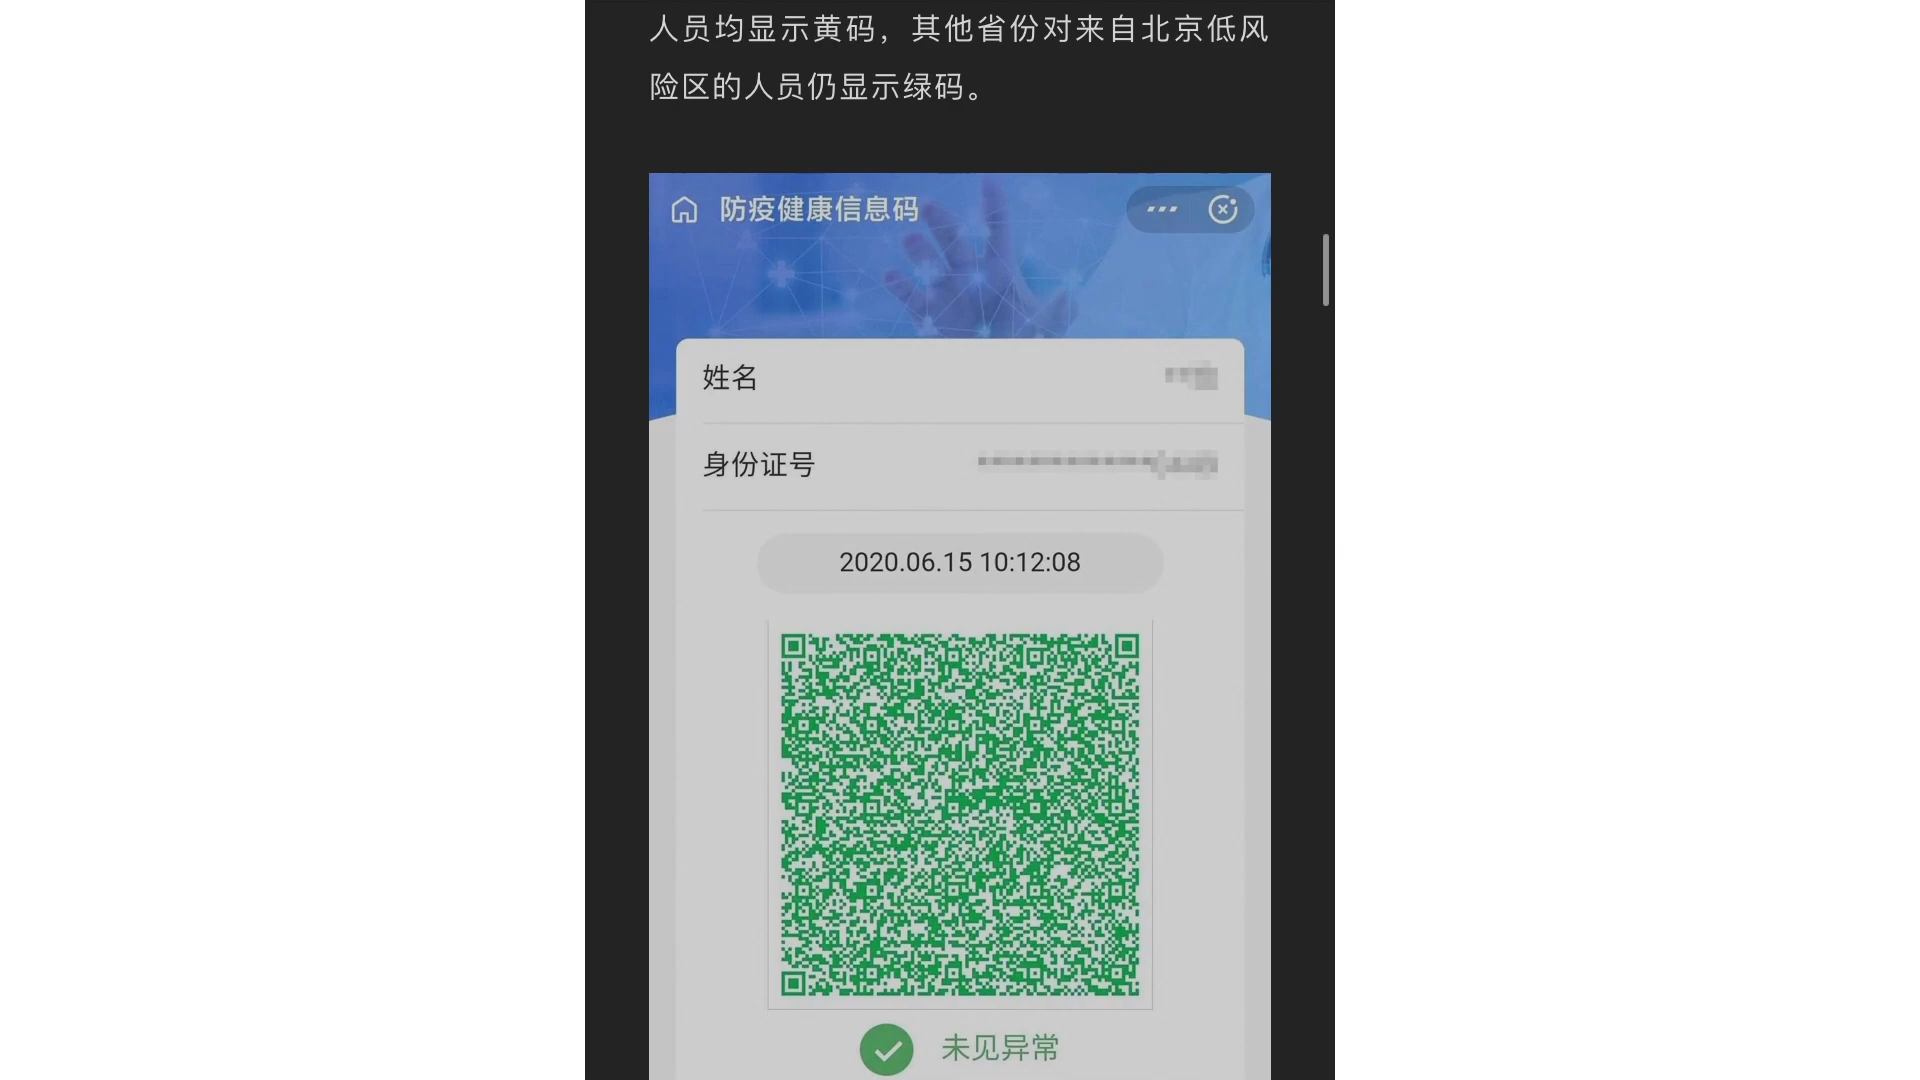 人员均显示黄码，其他省份对来自北京低风
险区的人员仍显示绿码。
防疫健康信息码
姓名
身份证号
2020.06.15 10:12:08
未见异常